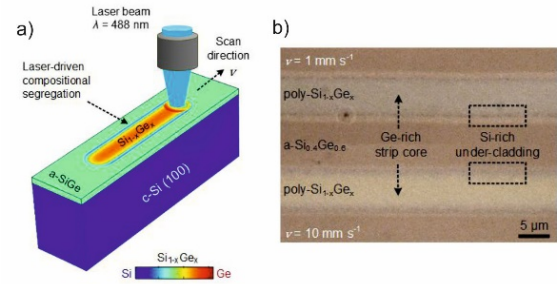 a)
Laser beam
λ = 488 nm
Scan
direction
v
Laser-driven
compositional
segregation
Si₁₋ₓGeₓ
a-SiGe
c-Si (100)
Si₁₋ₓGeₓ
Si
Ge
b)
v = 1 mm s⁻¹
poly-Si₁₋ₓGeₓ
a-Si₀.₄Ge₀.₆
Ge-rich
strip core
Si-rich
under-cladding
poly-Si₁₋ₓGeₓ
v = 10 mm s⁻¹
5 μm